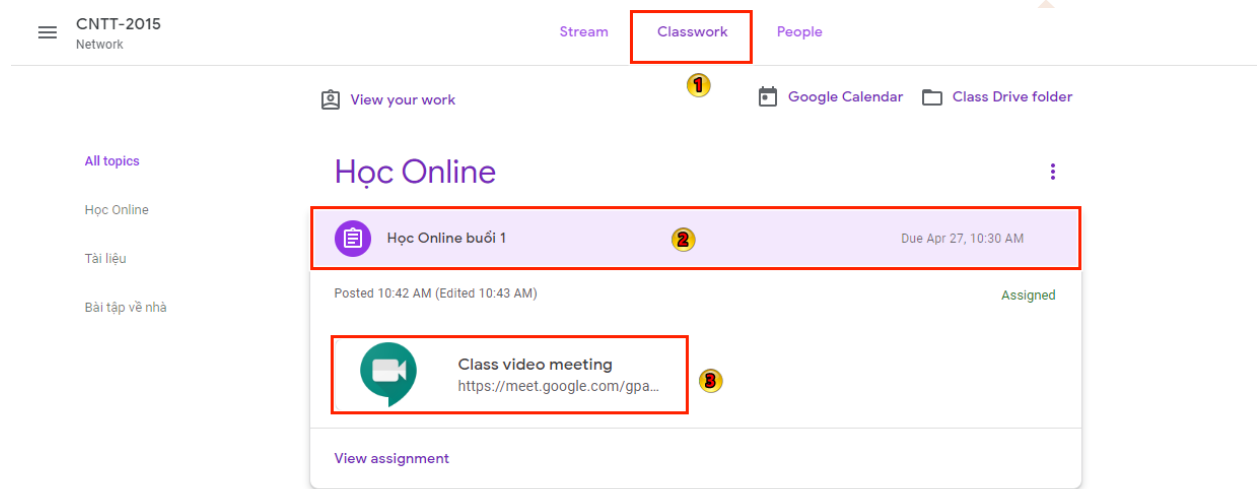 CNTT-2015
Network
Stream
Classwork
People
1
View your work
Google Calendar
Class Drive folder
All topics
Học Online
Tài liệu
Bài tập về nhà
Học Online
Học Online buổi 1
2
Due Apr 27, 10:30 AM
Posted 10:42 AM (Edited 10:43 AM)
Assigned
Class video meeting
https://meet.google.com/gpa...
3
View assignment